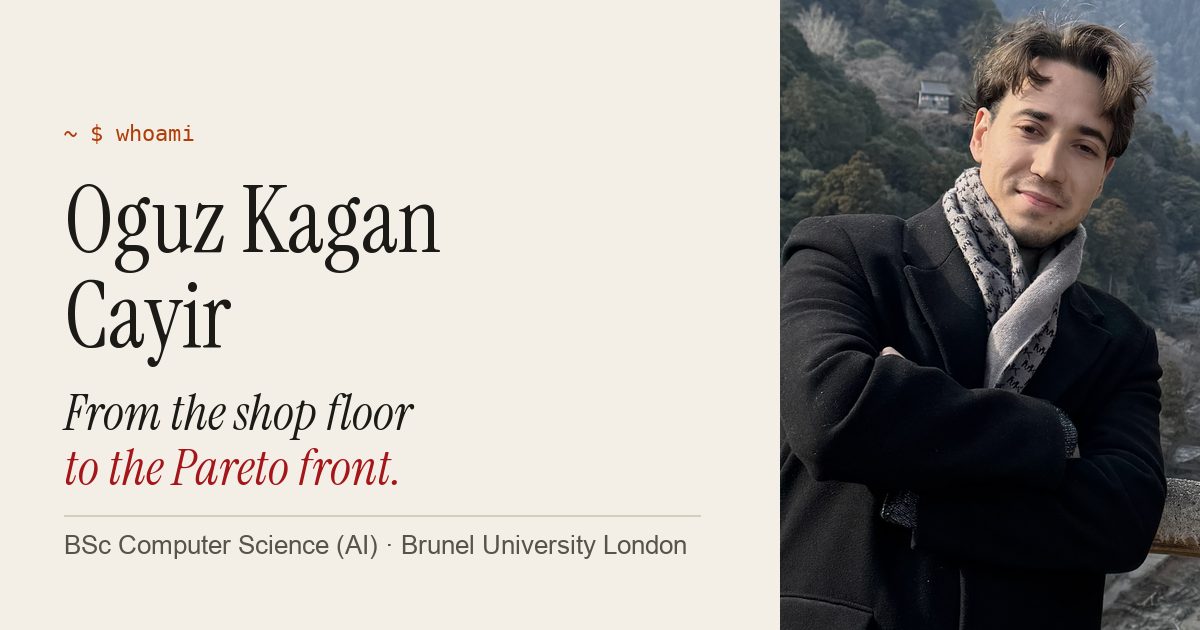 ~ $ whoami
Oguz Kagan
Cayir
From the shop floor
to the Pareto front.
BSc Computer Science (AI) · Brunel University London